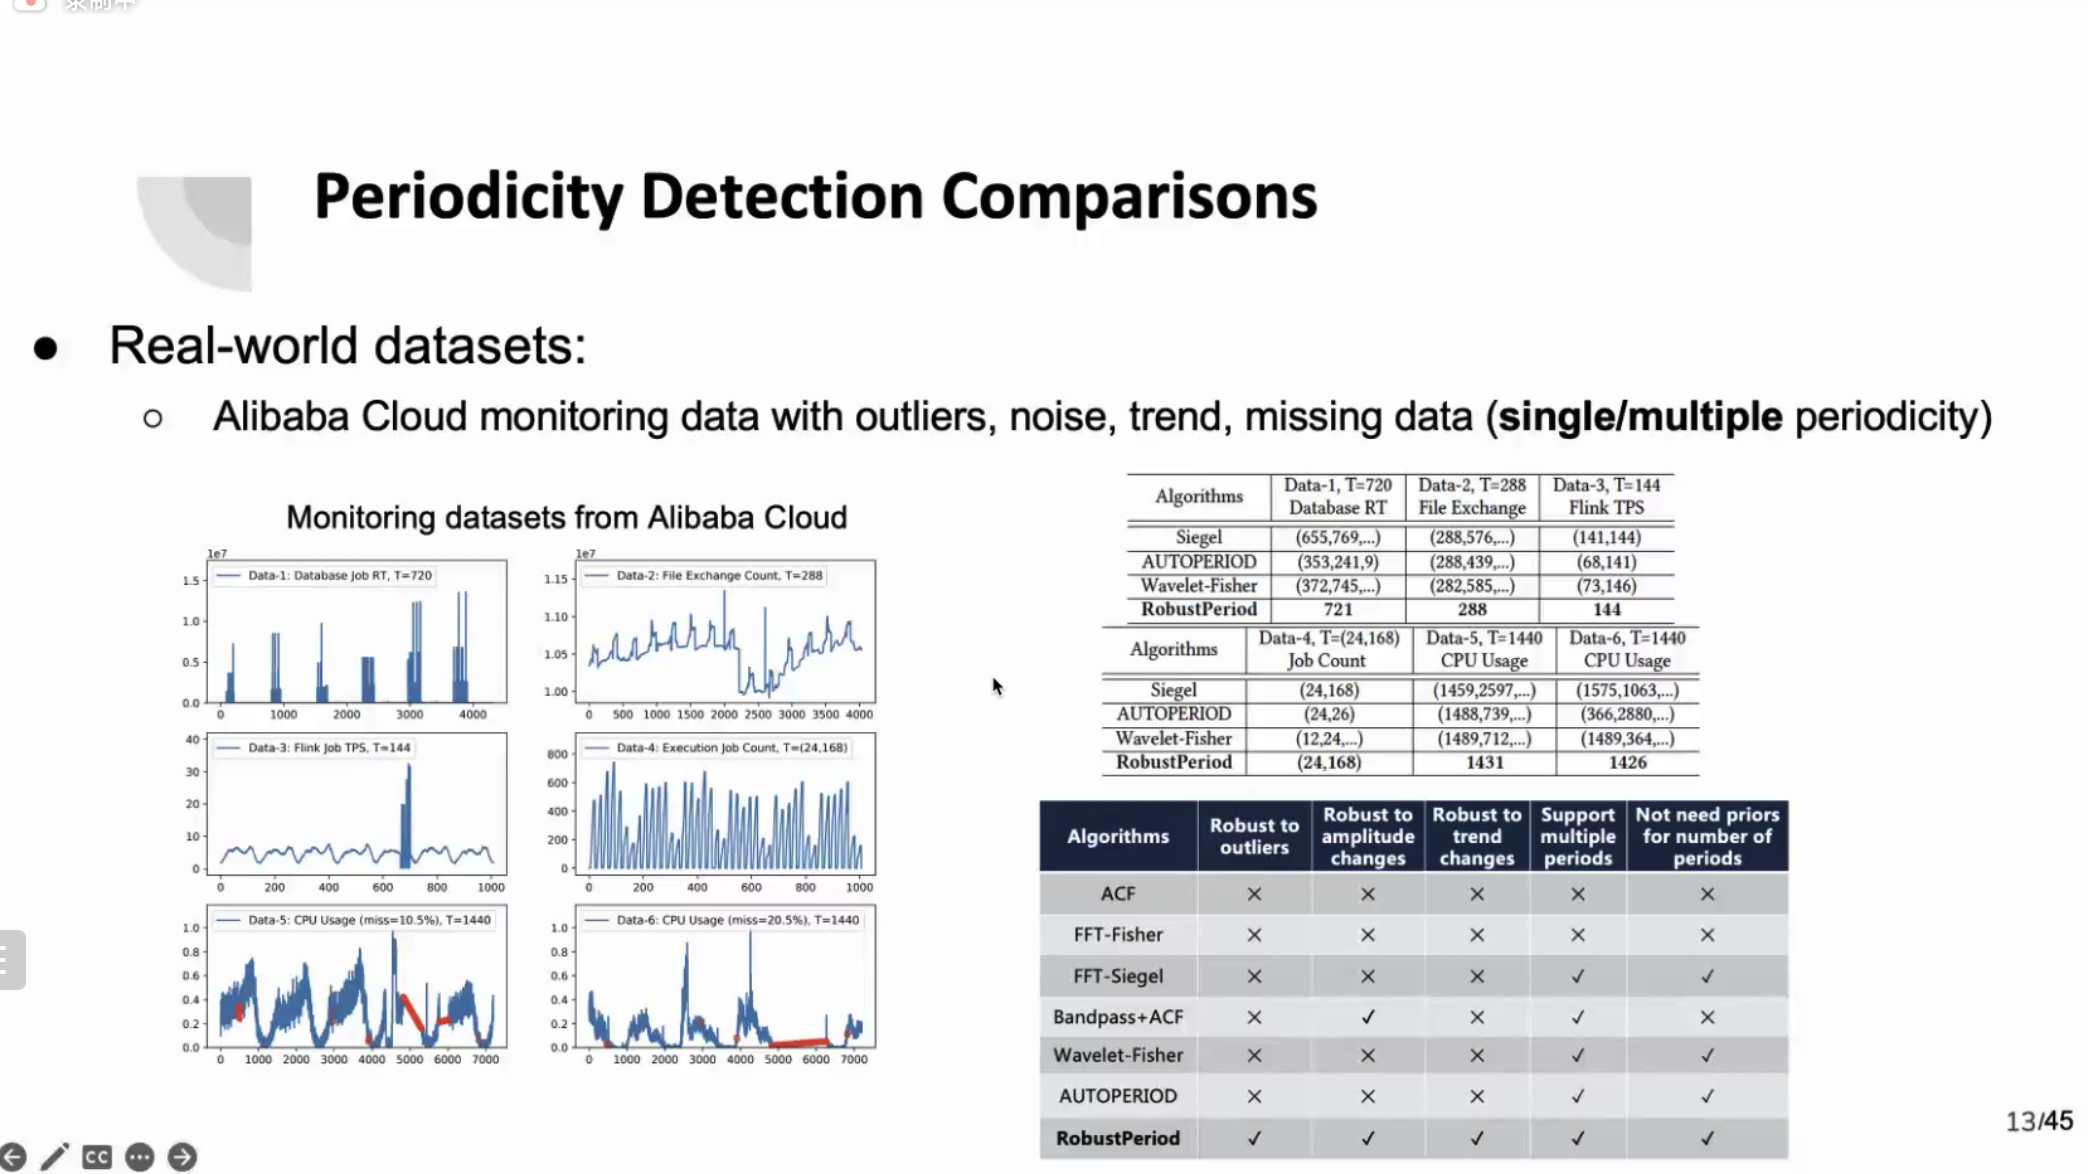 录制中
Periodicity Detection Comparisons
● Real-world datasets:
○ Alibaba Cloud monitoring data with outliers, noise, trend, missing data (single/multiple periodicity)
Monitoring datasets from Alibaba Cloud
1e7
Data-1: Database Job RT, T=720
1.5
1.0
0.5
0.0
0 1000 2000 3000 4000
1e7
Data-2: File Exchange Count, T=288
1.15
1.10
1.05
1.00
0 500 1000 1500 2000 2500 3000 3500 4000
Data-3: Flink Job TPS, T=144
40
30
20
10
0
0 200 400 600 800 1000
Data-4: Execution Job Count, T=(24,168)
800
600
400
200
0
0 200 400 600 800 1000
Data-5: CPU Usage (miss=10.5%), T=1440
1.0
0.8
0.6
0.4
0.2
0.0
0 1000 2000 3000 4000 5000 6000 7000
Data-6: CPU Usage (miss=20.5%), T=1440
1.0
0.8
0.6
0.4
0.2
0.0
0 1000 2000 3000 4000 5000 6000 7000
Algorithms Data-1, T=720 Database RT Data-2, T=288 File Exchange Data-3, T=144 Flink TPS
Siegel (655,769,...) (288,576,...) (141,144)
AUTOPERIOD (353,241,9) (288,439,...) (68,141)
Wavelet-Fisher (372,745,...) (282,585,...) (73,146)
RobustPeriod 721 288 144
Algorithms Data-4, T=(24,168) Job Count Data-5, T=1440 CPU Usage Data-6, T=1440 CPU Usage
Siegel (24,168) (1459,2597,...) (1575,1063,...)
AUTOPERIOD (24,26) (1488,739,...) (366,2880,...)
Wavelet-Fisher (12,24,...) (1489,712,...) (1489,364,...)
RobustPeriod (24,168) 1431 1426
Algorithms Robust to outliers Robust to amplitude changes Robust to trend changes Support multiple periods Not need priors for number of periods
ACF × × × × ×
FFT-Fisher × × × × ×
FFT-Siegel × × × ✓ ✓
Bandpass+ACF × ✓ × ✓ ×
Wavelet-Fisher × × × ✓ ✓
AUTOPERIOD × × × ✓ ✓
RobustPeriod ✓ ✓ ✓ ✓ ✓
13/45
CC